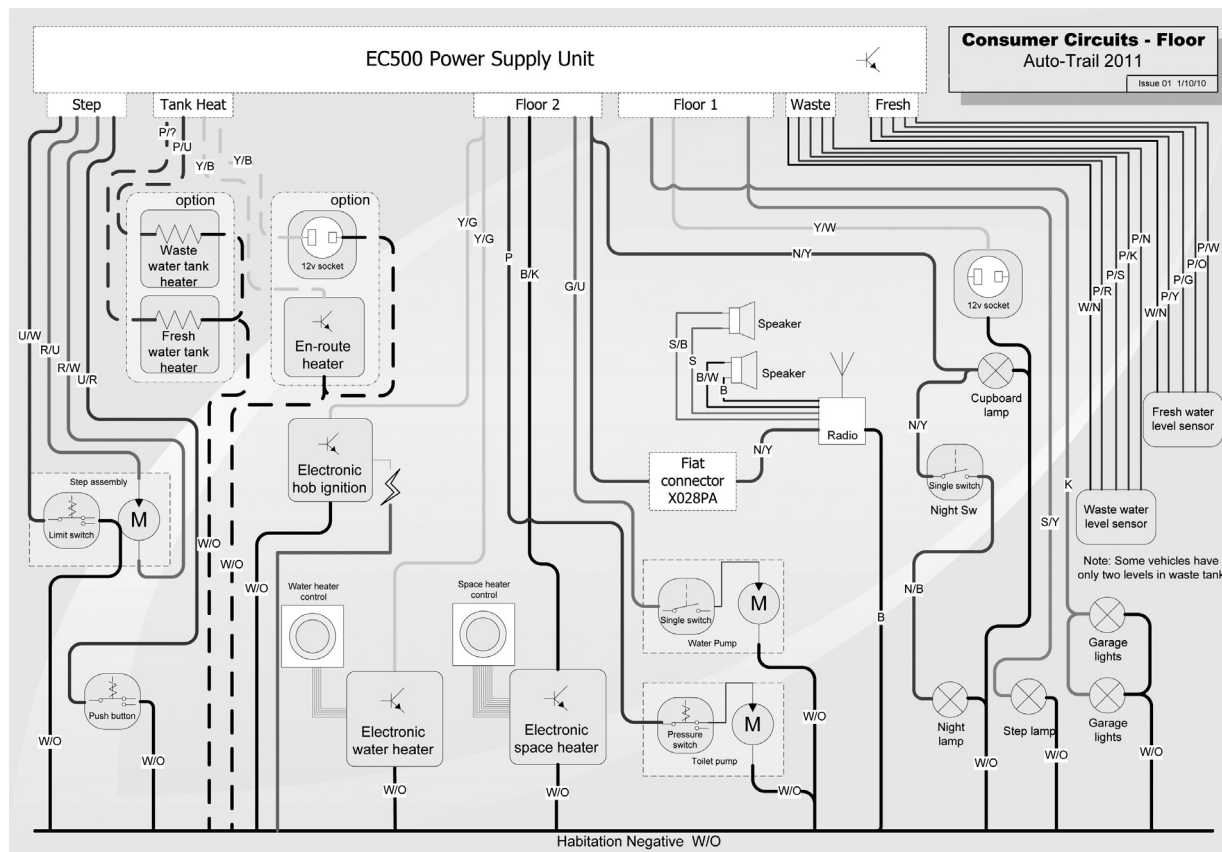 EC500 Power Supply Unit
Consumer Circuits - Floor
Auto-Trail 2011
Issue 01 1/10/10
Step
Tank Heat
Floor 2
Floor 1
Waste
Fresh
P/?
P/U
Y/B
Y/B
option
option
Waste
water tank
heater
Fresh
water tank
heater
12v socket
En-route
heater
Y/G
Y/G
P
B/K
G/U
N/Y
Y/W
12v socket
P/N
P/K
P/S
P/R
W/N
P/W
P/O
P/G
P/Y
W/N
U/W
R/U
R/W
U/R
Speaker
Speaker
S/B
S
B/W
B
Radio
N/Y
Fiat
connector
X028PA
Cupboard
lamp
N/Y
Single switch
Night Sw
Fresh water
level sensor
Waste water
level sensor
Note: Some vehicles have
only two levels in waste tank
K
S/Y
N/B
Electronic
hob ignition
Step assembly
Limit switch
M
W/O
W/O
W/O
Water heater
control
Space heater
control
Single switch
M
Water Pump
B
Garage
lights
Garage
lights
Push button
Electronic
water heater
Electronic
space heater
Pressure
switch
M
Toilet pump
W/O
Night
lamp
Step lamp
W/O
W/O
W/O
W/O
W/O
W/O
W/O
W/O
Habitation Negative W/O